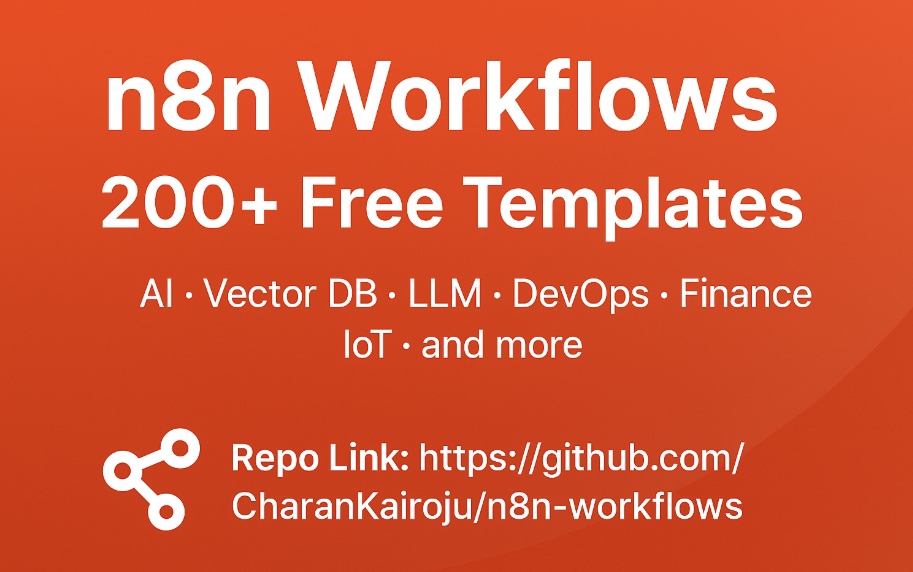 n8n Workflows
200+ Free Templates
AI · Vector DB · LLM · DevOps · Finance
IoT · and more
Repo Link: https://github.com/
CharanKairoju/n8n-workflows